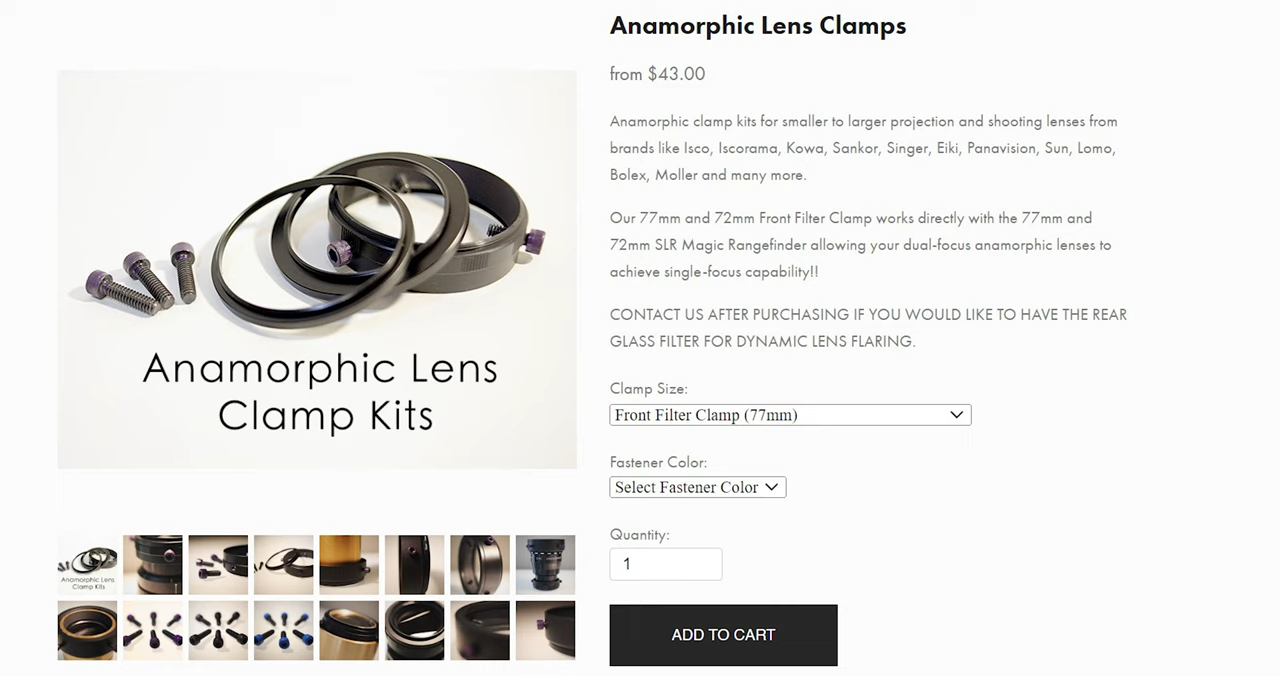 Anamorphic Lens Clamps
from $43.00
Anamorphic clamp kits for smaller to larger projection and shooting lenses from
brands like Isco, Iscorama, Kowa, Sankor, Singer, Eiki, Panavision, Sun, Lomo,
Bolex, Moller and many more.
Our 77mm and 72mm Front Filter Clamp works directly with the 77mm and
72mm SLR Magic Rangefinder allowing your dual-focus anamorphic lenses to
achieve single-focus capability!!
CONTACT US AFTER PURCHASING IF YOU WOULD LIKE TO HAVE THE REAR
GLASS FILTER FOR DYNAMIC LENS FLARING.
Clamp Size:
Front Filter Clamp (77mm)
Fastener Color:
Select Fastener Color
Quantity:
1
ADD TO CART
Anamorphic Lens
Clamp Kits
Anamorphic Lens
Clamp Kits